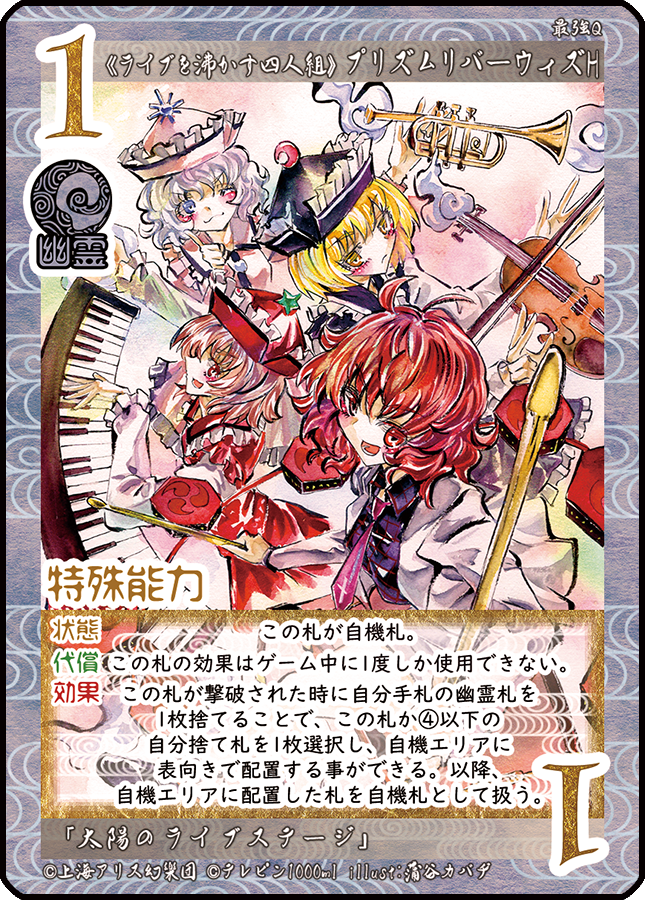 最強Q
1
《ライブを沸かす四人組》プリズムリバーウィズH
幽霊
特殊能力
状態 この札が自機札。
代償 この札の効果はゲーム中に1度しか使用できない。
効果 この札が撃破された時に自分手札の幽霊札を
1枚捨てることで、この札か④以下の
自分捨て札を1枚選択し、自機エリアに
表向きで配置する事ができる。以降、
自機エリアに配置した札を自機札として扱う。
1
「太陽のライブステージ」
©上海アリス幻樂団 ©テレピン1000ml illust:蒲谷カバヂ